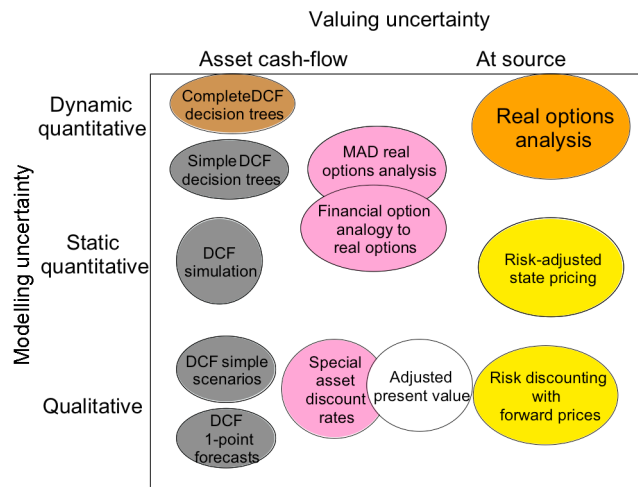 Valuing uncertainty
Asset cash-flow
At source
Modelling uncertainty
Dynamic
quantitative
Static
quantitative
Qualitative
CompleteDCF
decision trees
Real options
analysis
Simple DCF
decision trees
MAD real
options analysis
Financial option
analogy to
real options
DCF
simulation
Risk-adjusted
state pricing
DCF simple
scenarios
Special
asset
discount
rates
Adjusted
present value
Risk discounting
with
forward prices
DCF
1-point
forecasts